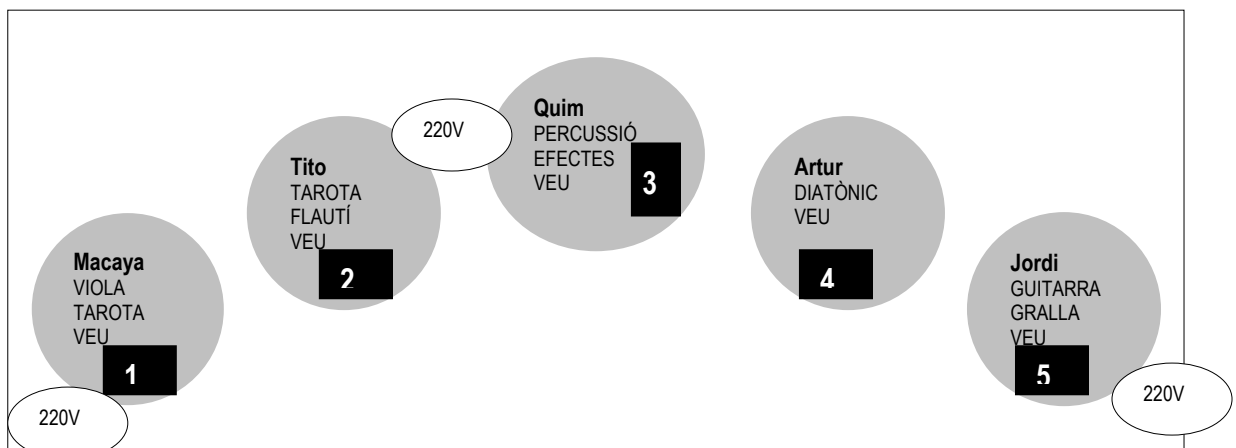 Macaya
VIOLA
TAROTA
VEU
1
220V
Tito
TAROTA
FLAUTÍ
VEU
2
220V
Quim
PERCUSSIÓ
EFECTES
VEU
3
Artur
DIATÒNIC
VEU
4
Jordi
GUITARRA
GRALLA
VEU
5
220V